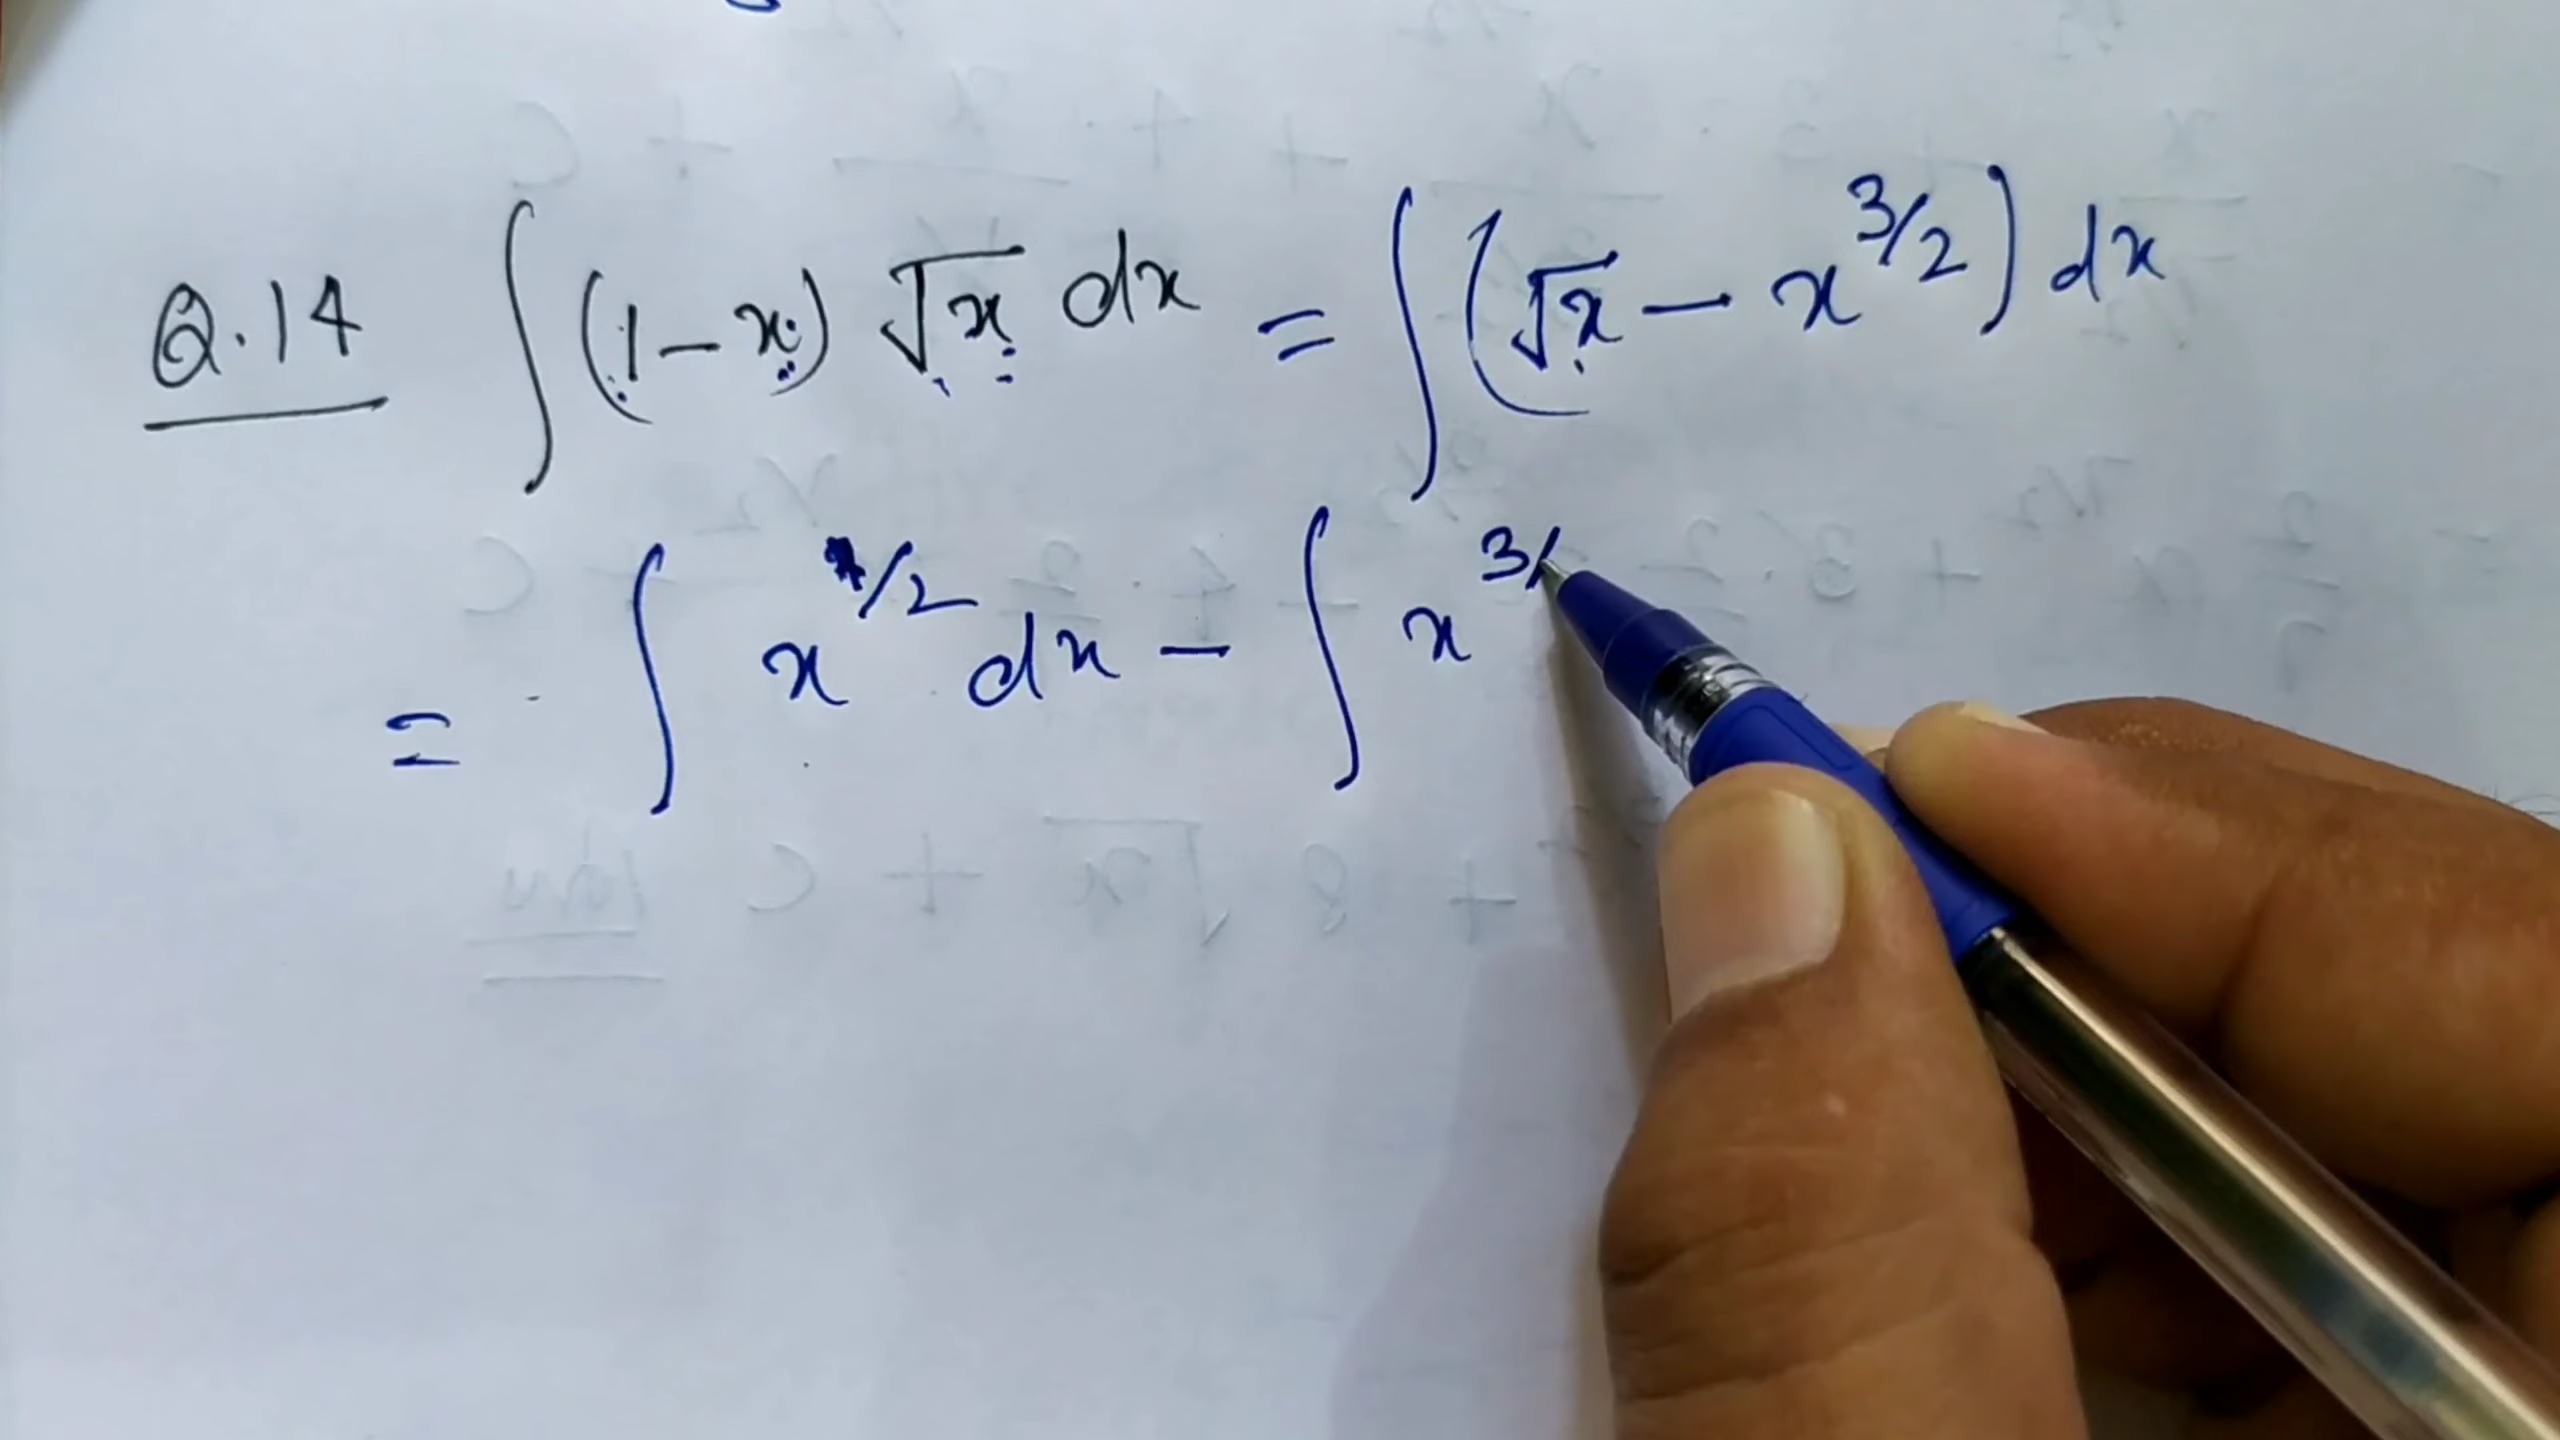 Q.14 ∫(1-x) √x dx = ∫(√x - x^3/2) dx
= ∫ x^1/2 dx - ∫ x^3/